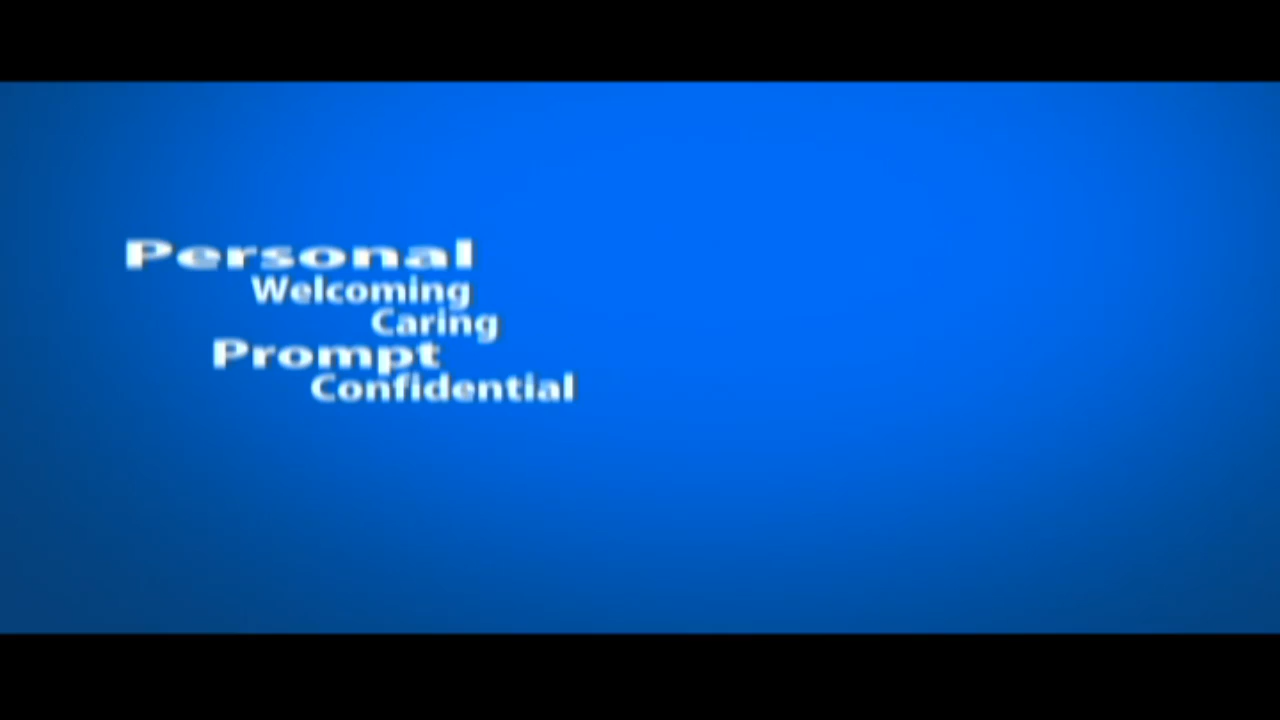 Personal
Welcoming
Caring
Prompt
Confidential